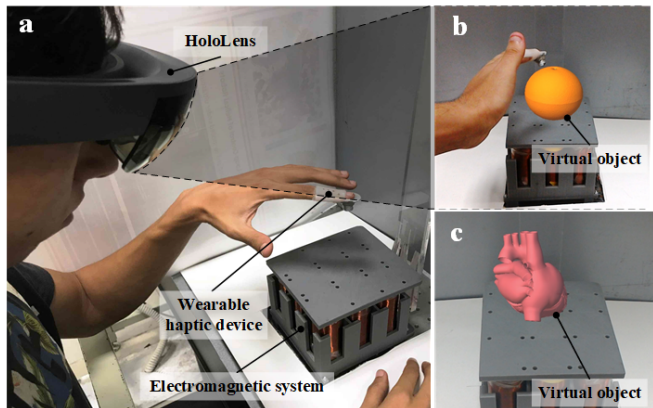 a
HoloLens
Wearable
haptic device
Electromagnetic system
b
Virtual object
c
Virtual object